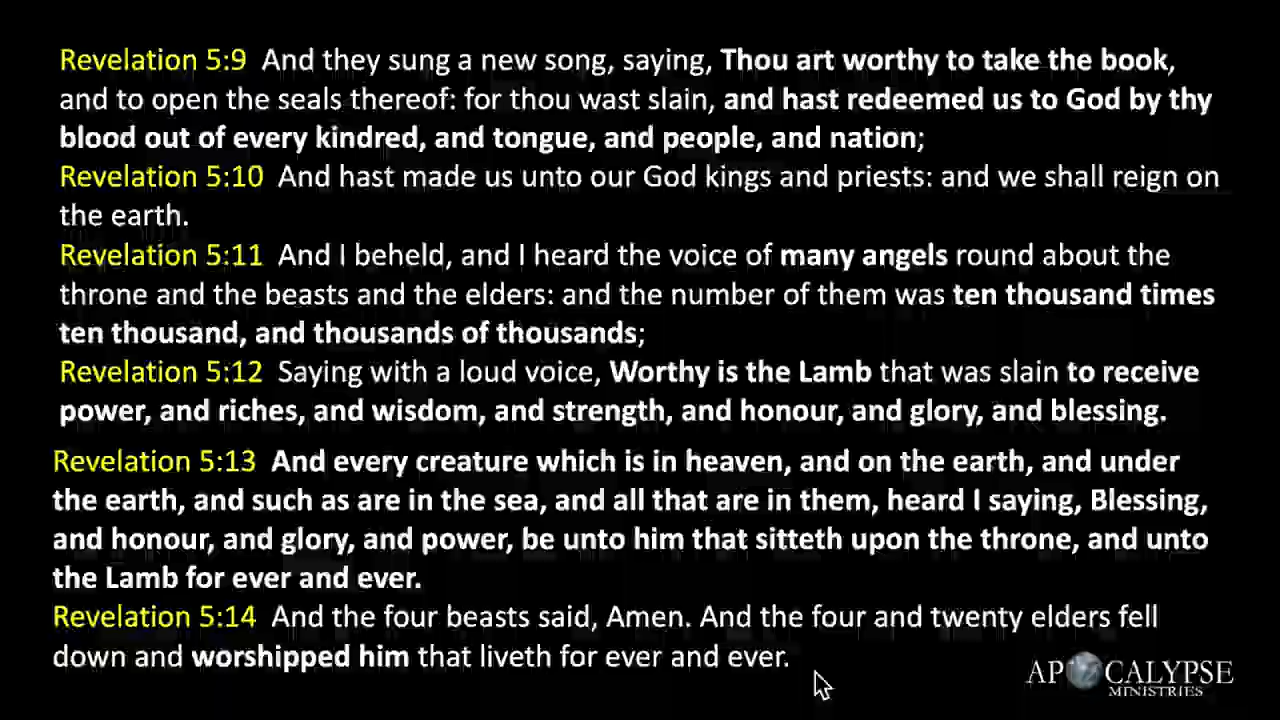 Revelation 5:9 And they sung a new song, saying, Thou art worthy to take the book,
and to open the seals thereof: for thou wast slain, and hast redeemed us to God by thy
blood out of every kindred, and tongue, and people, and nation;
Revelation 5:10 And hast made us unto our God kings and priests: and we shall reign on
the earth.
Revelation 5:11 And I beheld, and I heard the voice of many angels round about the
throne and the beasts and the elders: and the number of them was ten thousand times
ten thousand, and thousands of thousands;
Revelation 5:12 Saying with a loud voice, Worthy is the Lamb that was slain to receive
power, and riches, and wisdom, and strength, and honour, and glory, and blessing.
Revelation 5:13 And every creature which is in heaven, and on the earth, and under
the earth, and such as are in the sea, and all that are in them, heard I saying, Blessing,
and honour, and glory, and power, be unto him that sitteth upon the throne, and unto
the Lamb for ever and ever.
Revelation 5:14 And the four beasts said, Amen. And the four and twenty elders fell
down and worshipped him that liveth for ever and ever.
APOCALYPSE
MINISTRIES